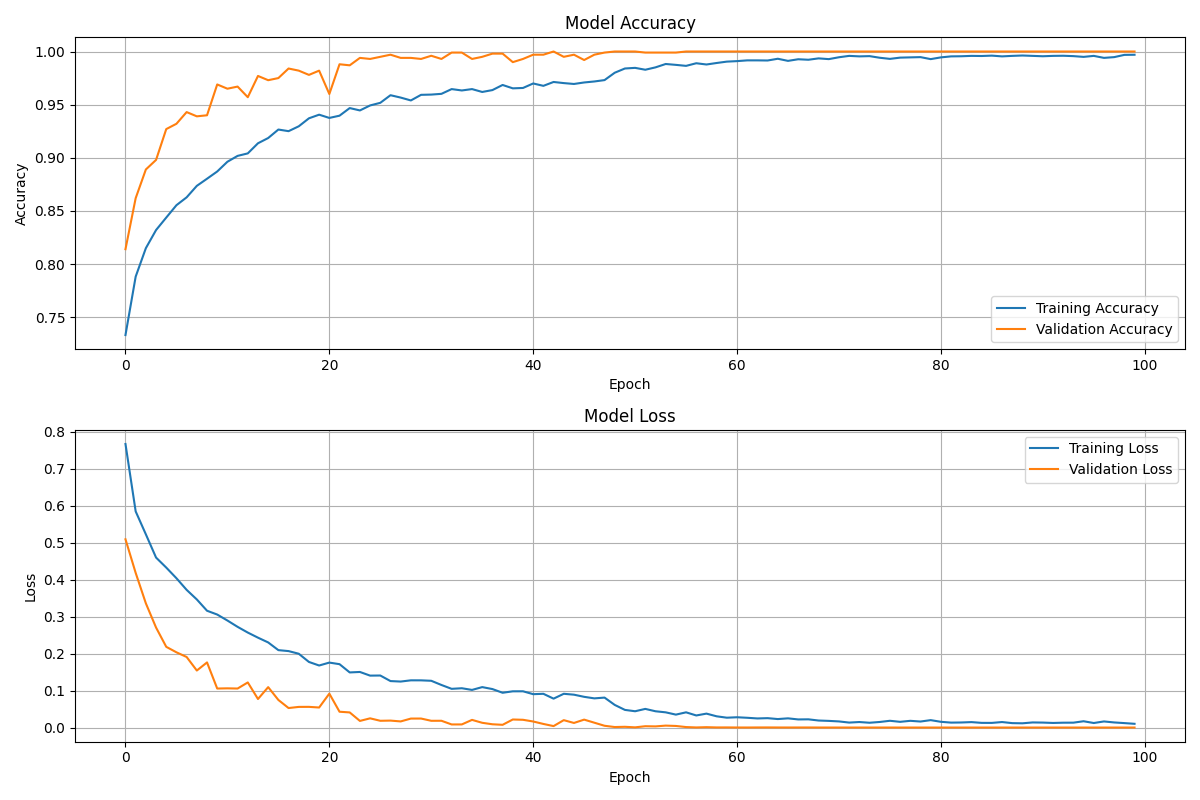 Model Accuracy
1.00
0.95
0.90
0.85
0.80
0.75
Accuracy
Training Accuracy
Validation Accuracy
0 20 40 60 80 100
Epoch
Model Loss
0.8
0.7
0.6
0.5
0.4
0.3
0.2
0.1
0.0
Loss
Training Loss
Validation Loss
0 20 40 60 80 100
Epoch